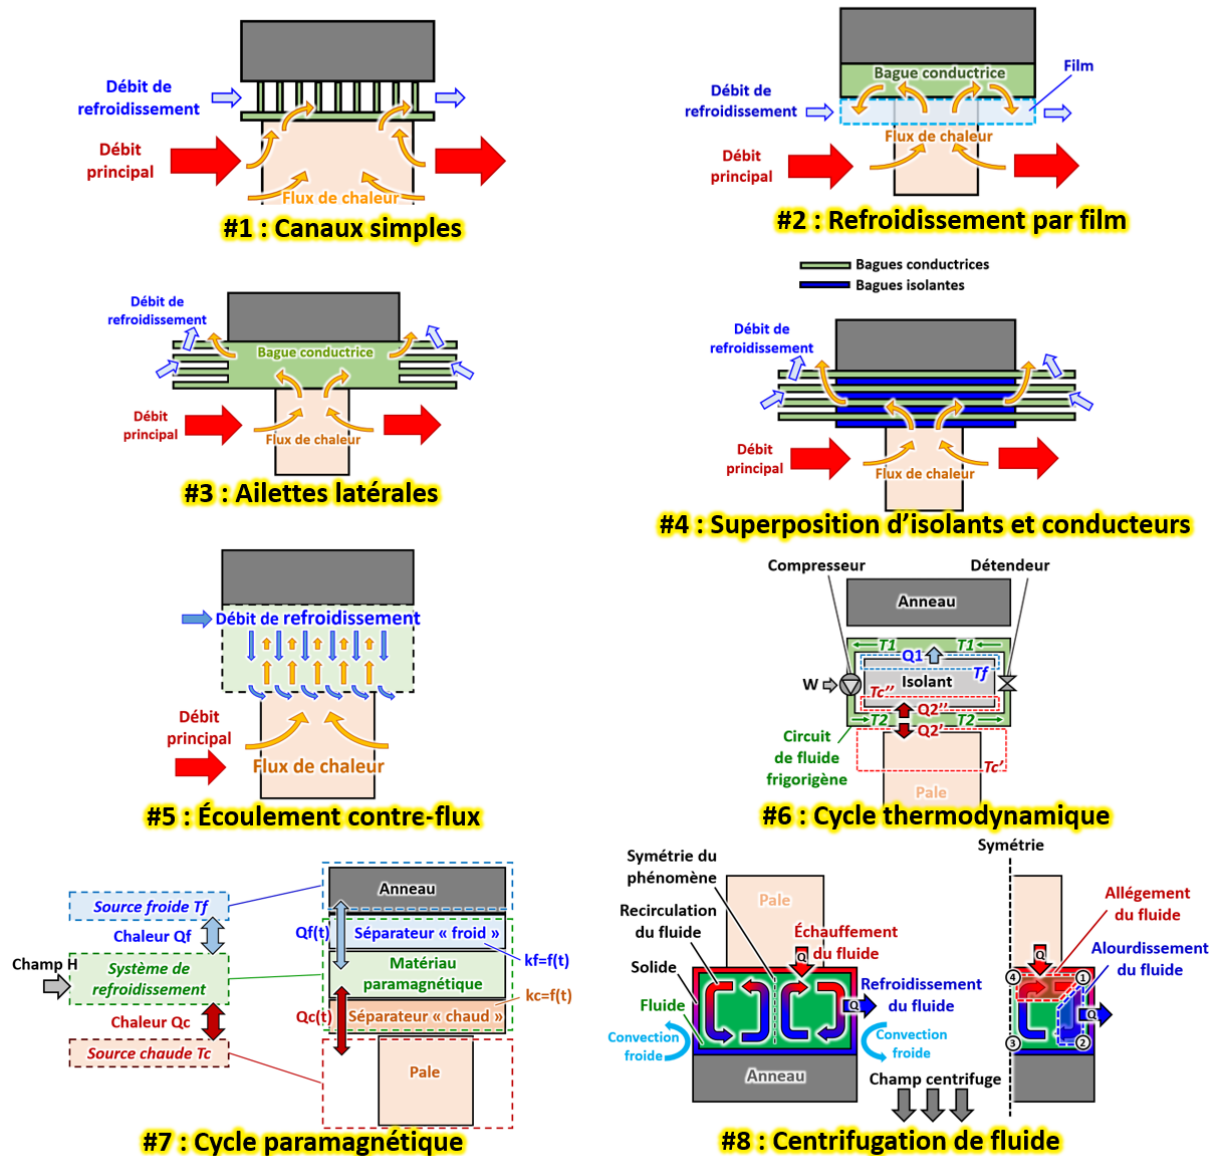 Débit de
refroidissement
Débit
principal
Flux de chaleur
#1 : Canaux simples
Bague conductrice
Film
Débit de
refroidissement
Flux de chaleur
Débit
principal
#2 : Refroidissement par film
Débit de
refroidissement
Bague conductrice
Débit
principal
Flux de chaleur
#3 : Ailettes latérales
Bagues conductrices
Bagues isolantes
Débit de
refroidissement
Débit
principal
Flux de chaleur
#4 : Superposition d'isolants et conducteurs
Débit de refroidissement
Débit
principal
Flux de chaleur
#5 : Écoulement contre-flux
Compresseur
Détendeur
Anneau
T1
T1
Q1
Tf
Isolant
W
Tc''
Q2''
T2
T2
Q2'
Circuit
de fluide
frigorigène
Tc'
Pale
#6 : Cycle thermodynamique
Anneau
Source froide Tf
Chaleur Qf
Qf(t)
Séparateur « froid »
kf=f(t)
Champ H
Système de
refroidissement
Matériau
paramagnétique
kc=f(t)
Chaleur Qc
Qc(t)
Séparateur « chaud »
Source chaude Tc
Pale
#7 : Cycle paramagnétique
Symétrie du
phénomène
Pale
Recirculation
du fluide
Échauffement
du fluide
Q
Solide
Fluide
Refroidissement
du fluide
Q
Convection
froide
Convection
froide
Anneau
Symétrie
Allégement
du fluide
Alourdissement
du fluide
Q
4
1
Q
3
2
Champ centrifuge
#8 : Centrifugation de fluide